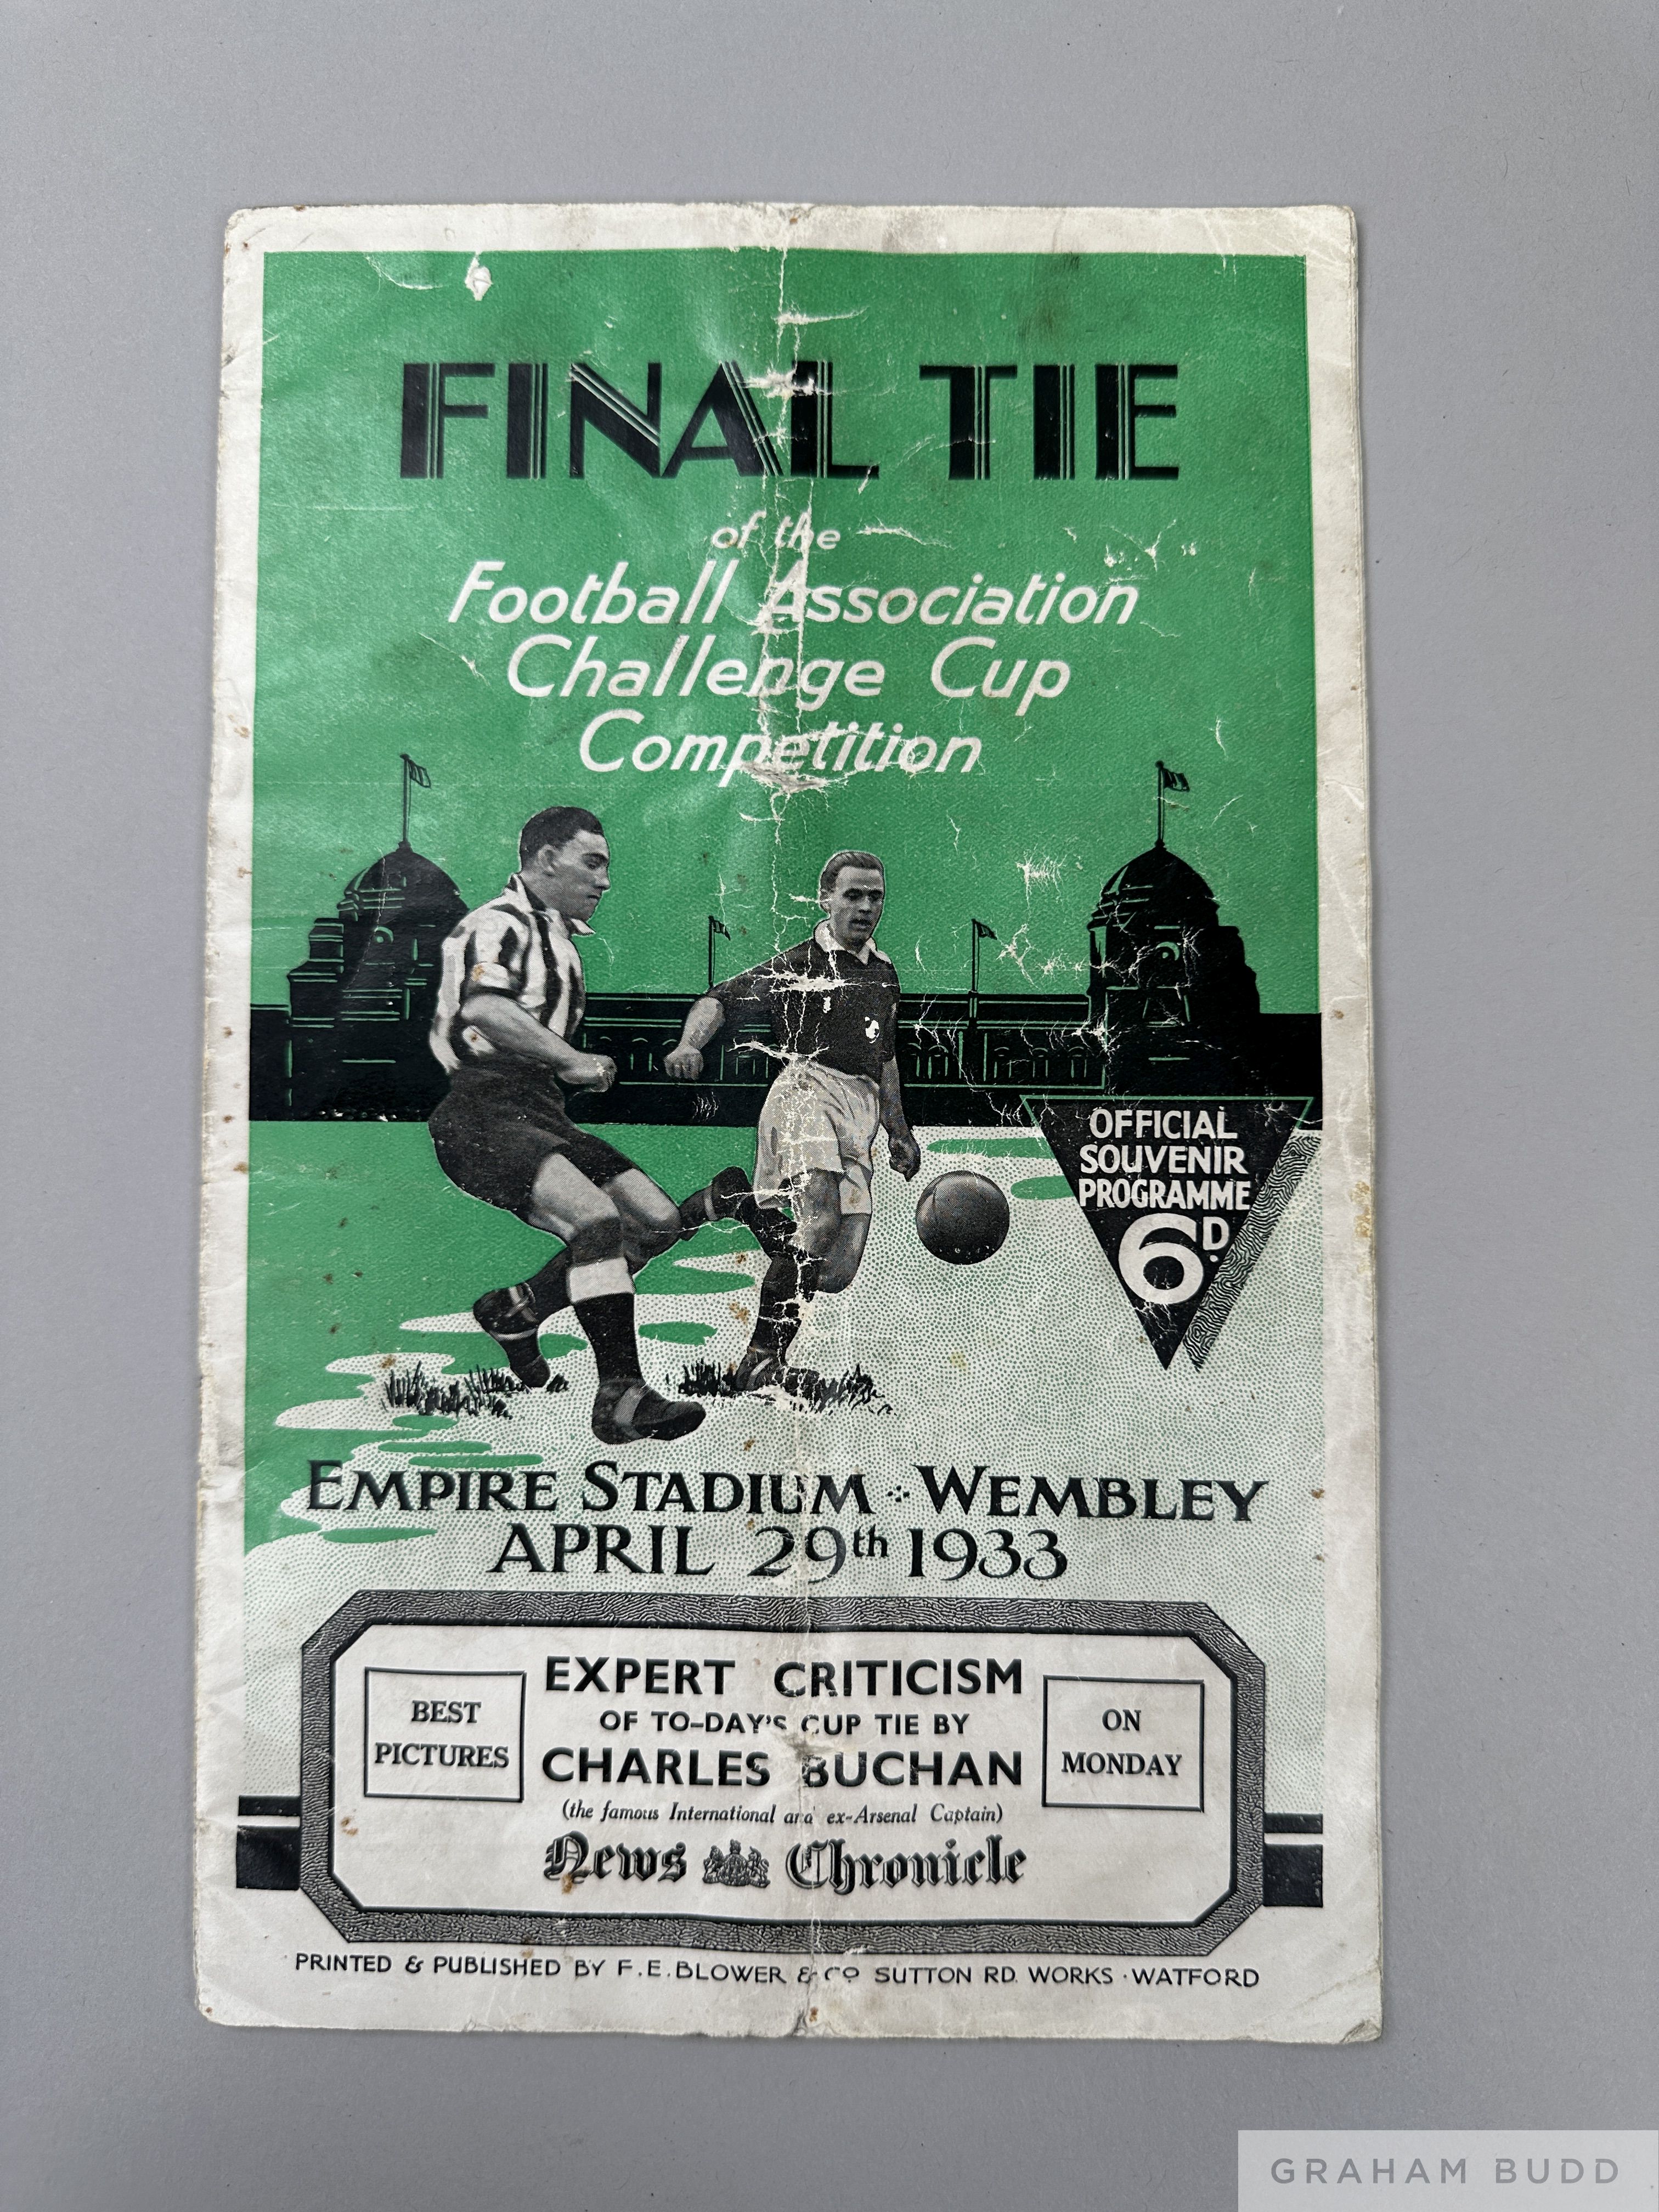 FINAL TIE
of the
Football Association
Challenge Cup
Competition
OFFICIAL
SOUVENIR
PROGRAMME
6D.
EMPIRE STADIUM WEMBLEY
APRIL 29th 1933
BEST
PICTURES
EXPERT CRITICISM
OF TO-DAY'S CUP TIE BY
CHARLES BUCHAN
(the famous International and ex-Arsenal Captain)
News Chronicle
ON
MONDAY
PRINTED & PUBLISHED BY F.E. BLOWER & CO SUTTON RD. WORKS · WATFORD
GRAHAM BUDD